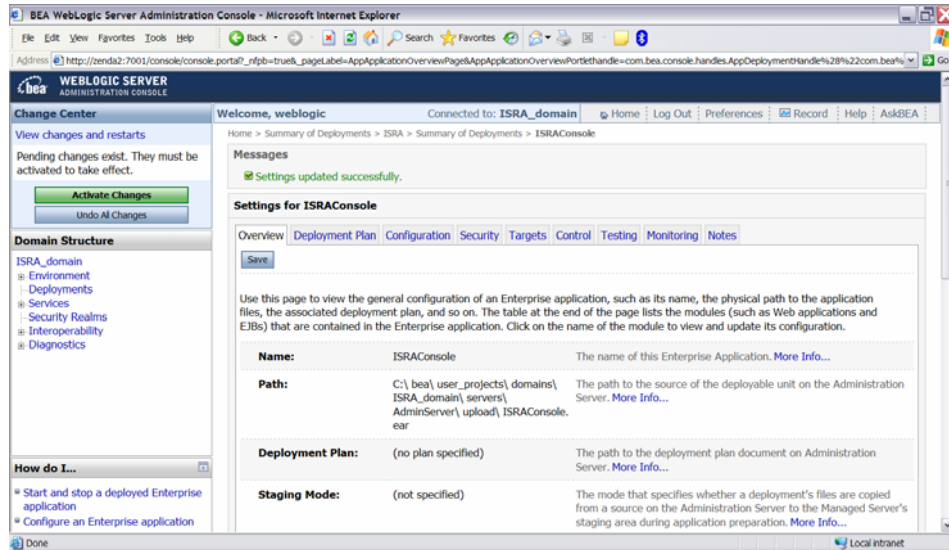 BEA WebLogic Server Administration Console - Microsoft Internet Explorer
File Edit View Favorites Tools Help
Back Search Favorites
Address http://zenda2:7001/console/console.portal?_nfpb=true&_pageLabel=AppApplicationOverviewPage&AppApplicationOverviewPortlethandle=com.bea.console.handles.AppDeploymentHandle%28%22com.bea% Go
bea WEBLOGIC SERVER
ADMINISTRATION CONSOLE
Change Center
View changes and restarts
Pending changes exist. They must be
activated to take effect.
Activate Changes
Undo All Changes
Domain Structure
ISRA_domain
Environment
Deployments
Services
Security Realms
Interoperability
Diagnostics
How do I...
Start and stop a deployed Enterprise
application
Configure an Enterprise application
Welcome, weblogic Connected to: ISRA_domain Home Log Out Preferences Record Help AskBEA
Home > Summary of Deployments > ISRA > Summary of Deployments > ISRAConsole
Messages
Settings updated successfully.
Settings for ISRAConsole
Overview Deployment Plan Configuration Security Targets Control Testing Monitoring Notes
Save
Use this page to view the general configuration of an Enterprise application, such as its name, the physical path to the application
files, the associated deployment plan, and so on. The table at the end of the page lists the modules (such as Web applications and
EJBs) that are contained in the Enterprise application. Click on the name of the module to view and update its configuration.
Name: ISRAConsole The name of this Enterprise Application. More Info...
Path: C:\ bea\ user_projects\ domains\ The path to the source of the deployable unit on the Administration
ISRA_domain\ servers\ Server. More Info...
AdminServer\ upload\ ISRAConsole.
ear
Deployment Plan: (no plan specified) The path to the deployment plan document on Administration
Server. More Info...
Staging Mode: (not specified) The mode that specifies whether a deployment's files are copied
from a source on the Administration Server to the Managed Server's
staging area during application preparation. More Info...
Done Local intranet